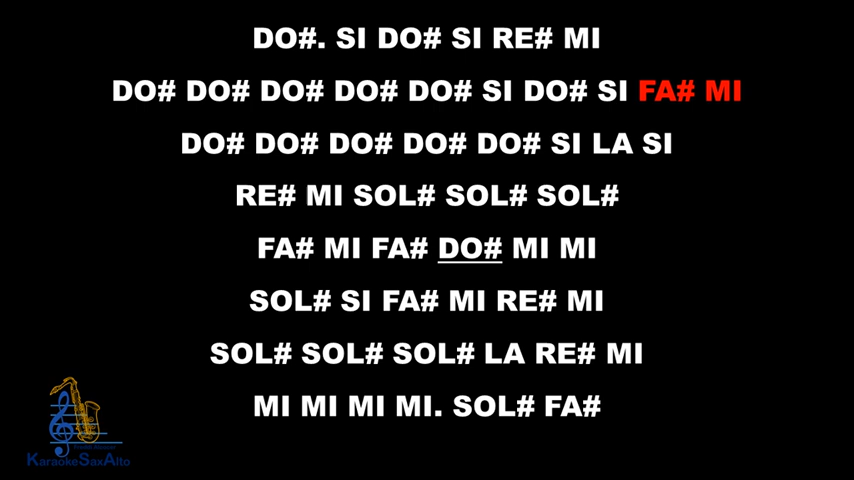 DO#. SI DO# SI RE# MI
DO# DO# DO# DO# DO# SI DO# SI FA# MI
DO# DO# DO# DO# DO# SI LA SI
RE# MI SOL# SOL# SOL#
FA# MI FA# DO# MI MI
SOL# SI FA# MI RE# MI
SOL# SOL# SOL# LA RE# MI
MI MI MI MI. SOL# FA#
KaraokeSaxAlto